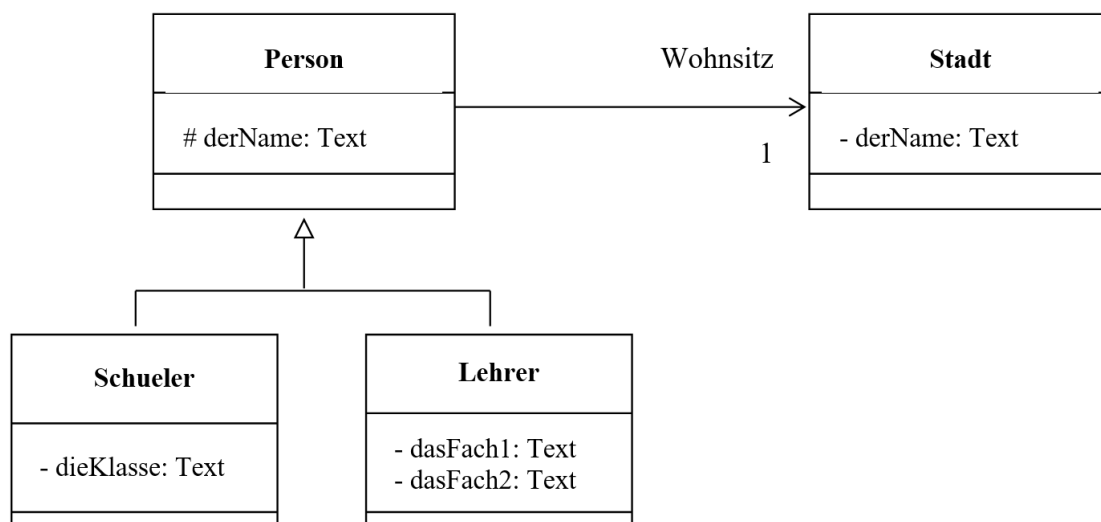 Person
# derName: Text
Wohnsitz
1
Stadt
- derName: Text
Schueler
- dieKlasse: Text
Lehrer
- dasFach1: Text
- dasFach2: Text